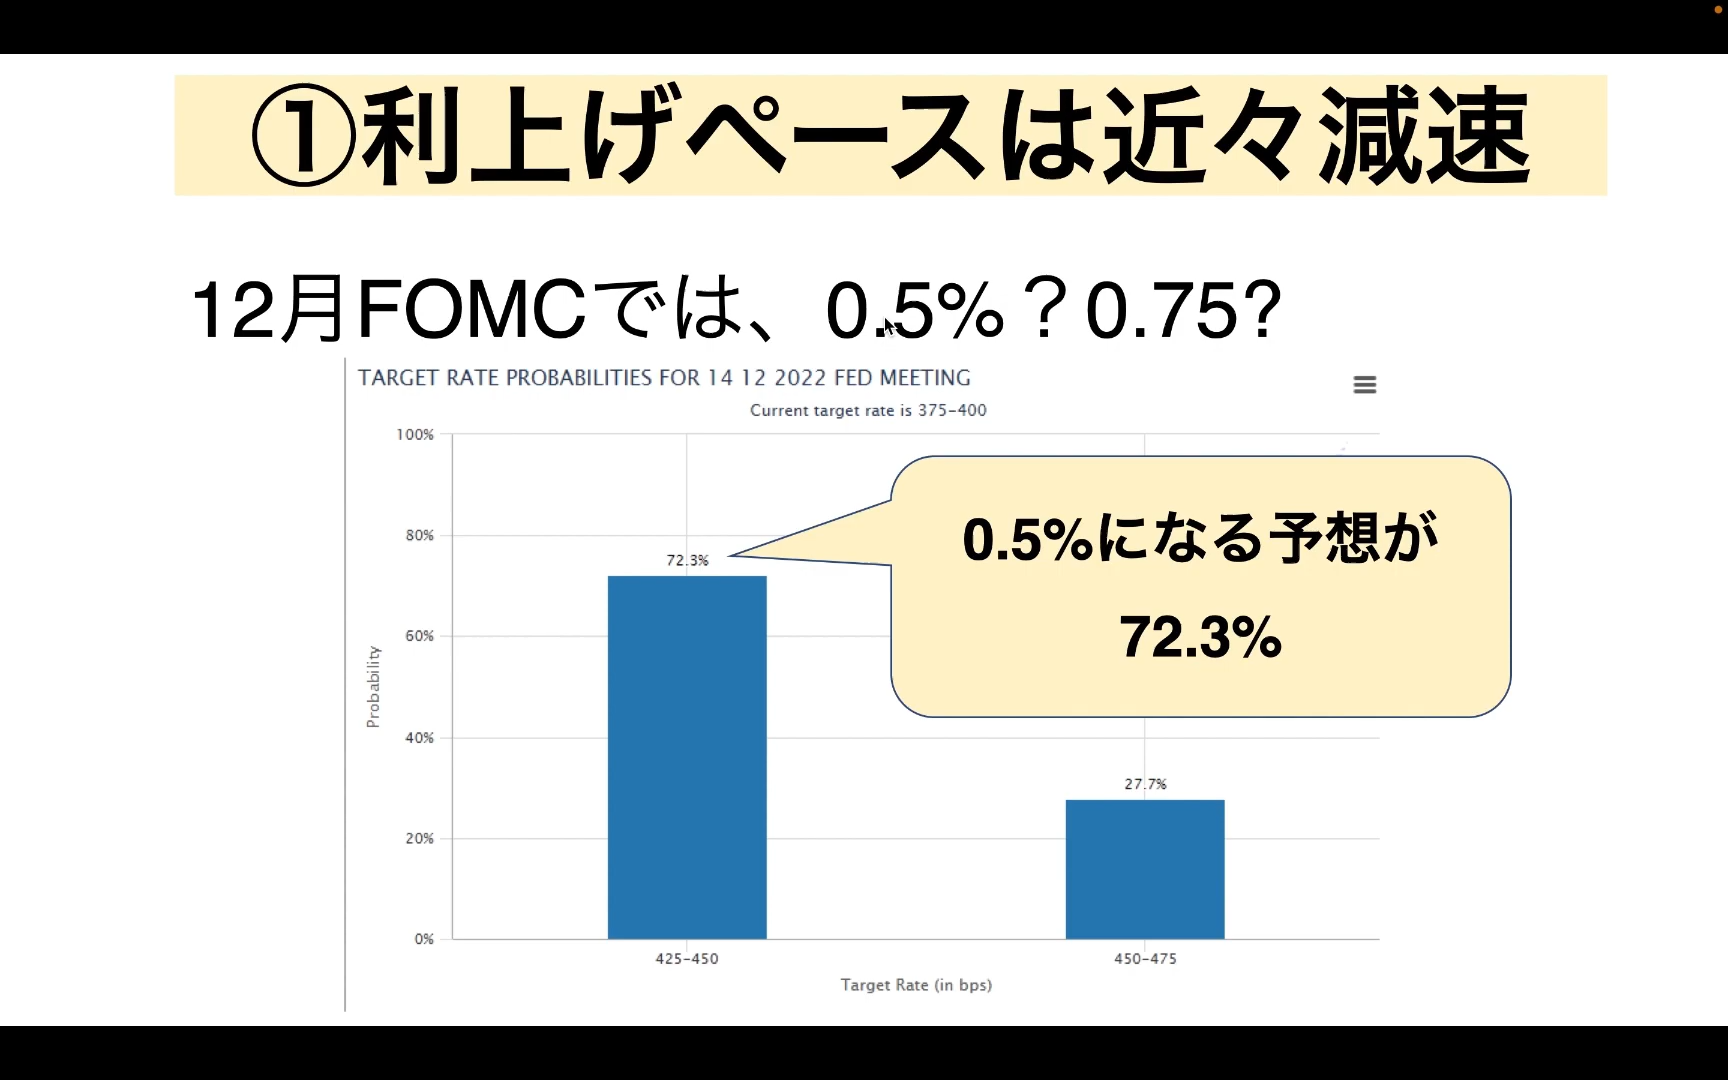 ①利上げペースは近々減速
12月FOMCでは、0.5%？0.75?
TARGET RATE PROBABILITIES FOR 14 12 2022 FED MEETING
Current target rate is 375-400
100%
80%
60%
40%
20%
0%
Probability
72.3%
0.5%になる予想が
72.3%
27.7%
425-450
450-475
Target Rate (in bps)